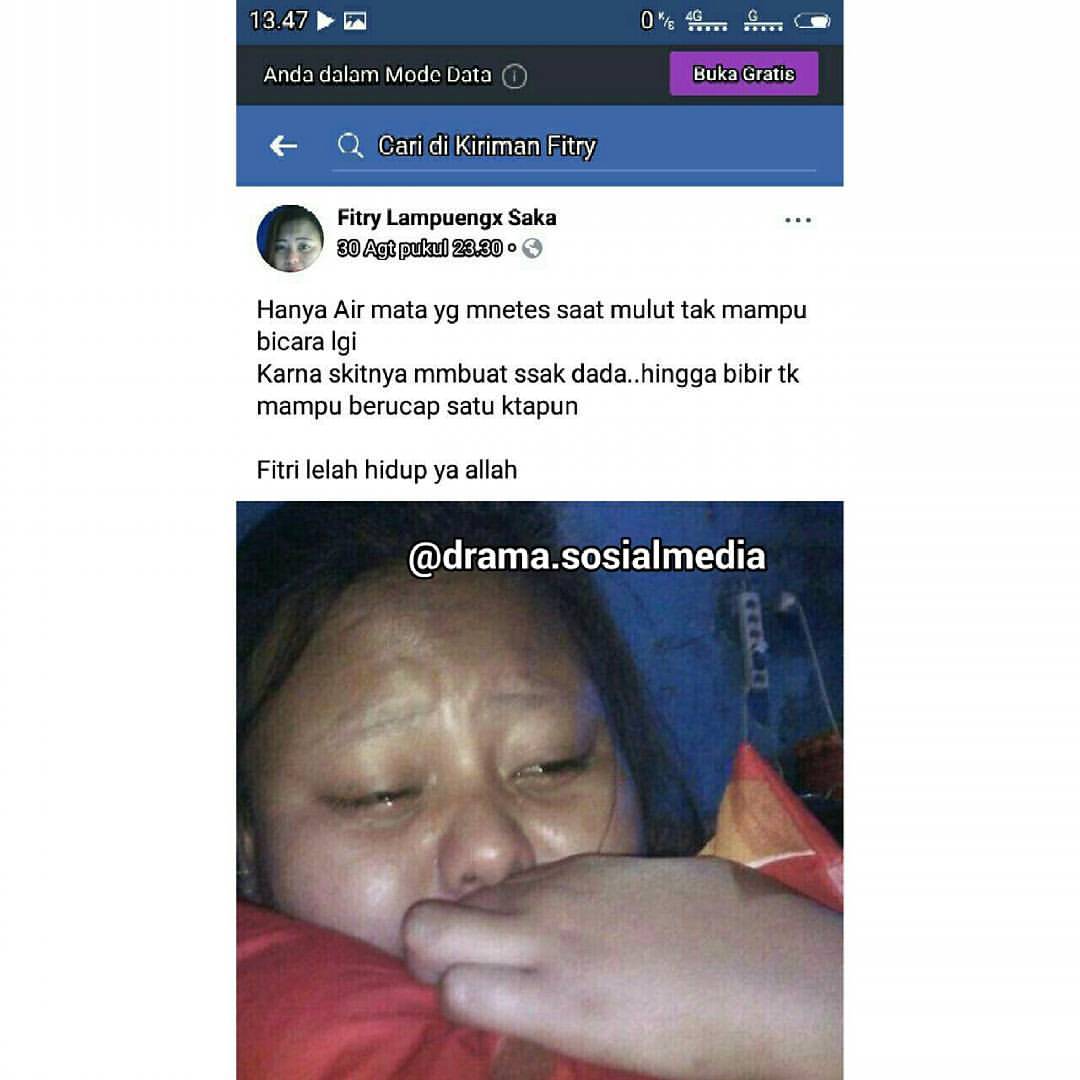 13.47
0 K/s 4G G
Anda dalam Mode Data
Buka Gratis
Cari di Kiriman Fitry
Fitry Lampuengx Saka
30 Agt pukul 23.30
Hanya Air mata yg mnetes saat mulut tak mampu
bicara lgi
Karna skitnya mmbuat ssak dada..hingga bibir tk
mampu berucap satu ktapun
Fitri lelah hidup ya allah
@drama.sosialmedia